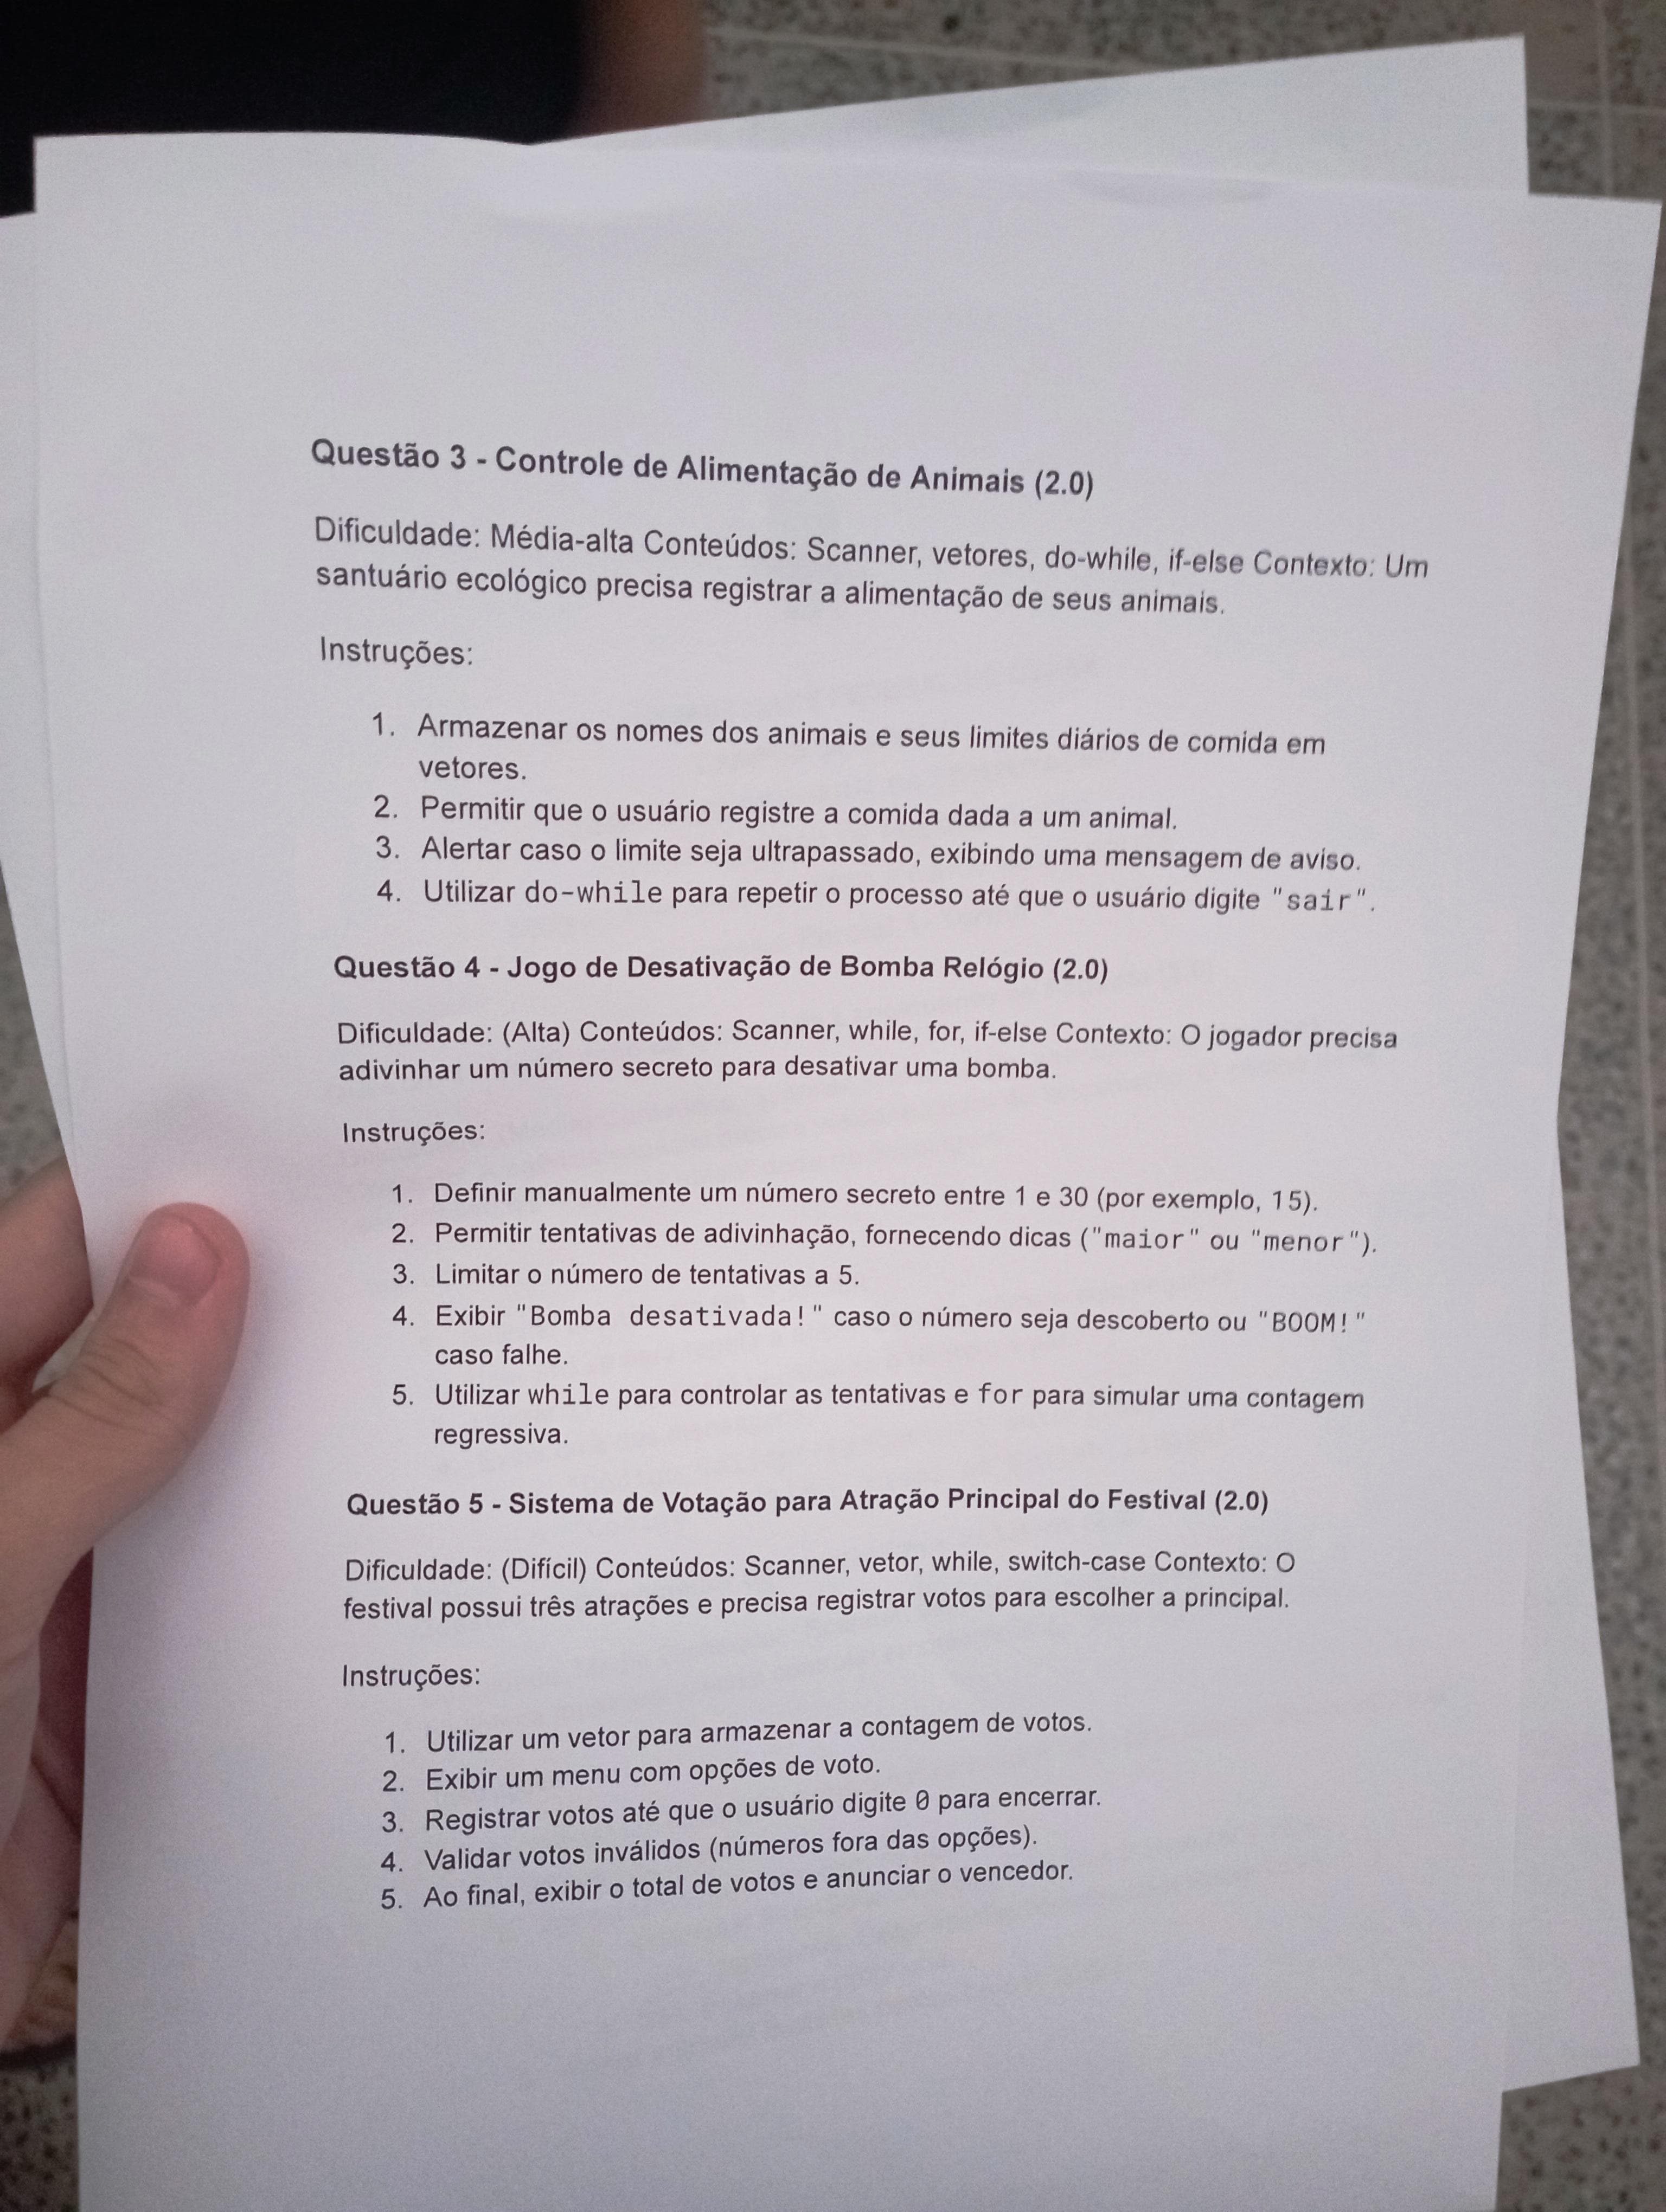 Questão 3 - Controle de Alimentação de Animais (2.0)
Dificuldade: Média-alta Conteúdos: Scanner, vetores, do-while, if-else Contexto: Um
santuário ecológico precisa registrar a alimentação de seus animais.
Instruções:
1. Armazenar os nomes dos animais e seus limites diários de comida em
vetores.
2. Permitir que o usuário registre a comida dada a um animal.
3. Alertar caso o limite seja ultrapassado, exibindo uma mensagem de aviso.
4. Utilizar do-while para repetir o processo até que o usuário digite "sair".
Questão 4 - Jogo de Desativação de Bomba Relógio (2.0)
Dificuldade: (Alta) Conteúdos: Scanner, while, for, if-else Contexto: O jogador precisa
adivinhar um número secreto para desativar uma bomba.
Instruções:
1. Definir manualmente um número secreto entre 1 e 30 (por exemplo, 15).
2. Permitir tentativas de adivinhação, fornecendo dicas ("maior" ou "menor").
3. Limitar o número de tentativas a 5.
4. Exibir "Bomba desativada!" caso o número seja descoberto ou "BOOM!"
caso falhe.
5. Utilizar while para controlar as tentativas e for para simular uma contagem
regressiva.
Questão 5 - Sistema de Votação para Atração Principal do Festival (2.0)
Dificuldade: (Difícil) Conteúdos: Scanner, vetor, while, switch-case Contexto: O
festival possui três atrações e precisa registrar votos para escolher a principal.
Instruções:
1. Utilizar um vetor para armazenar a contagem de votos.
2. Exibir um menu com opções de voto.
3. Registrar votos até que o usuário digite 0 para encerrar.
4. Validar votos inválidos (números fora das opções).
5. Ao final, exibir o total de votos e anunciar o vencedor.